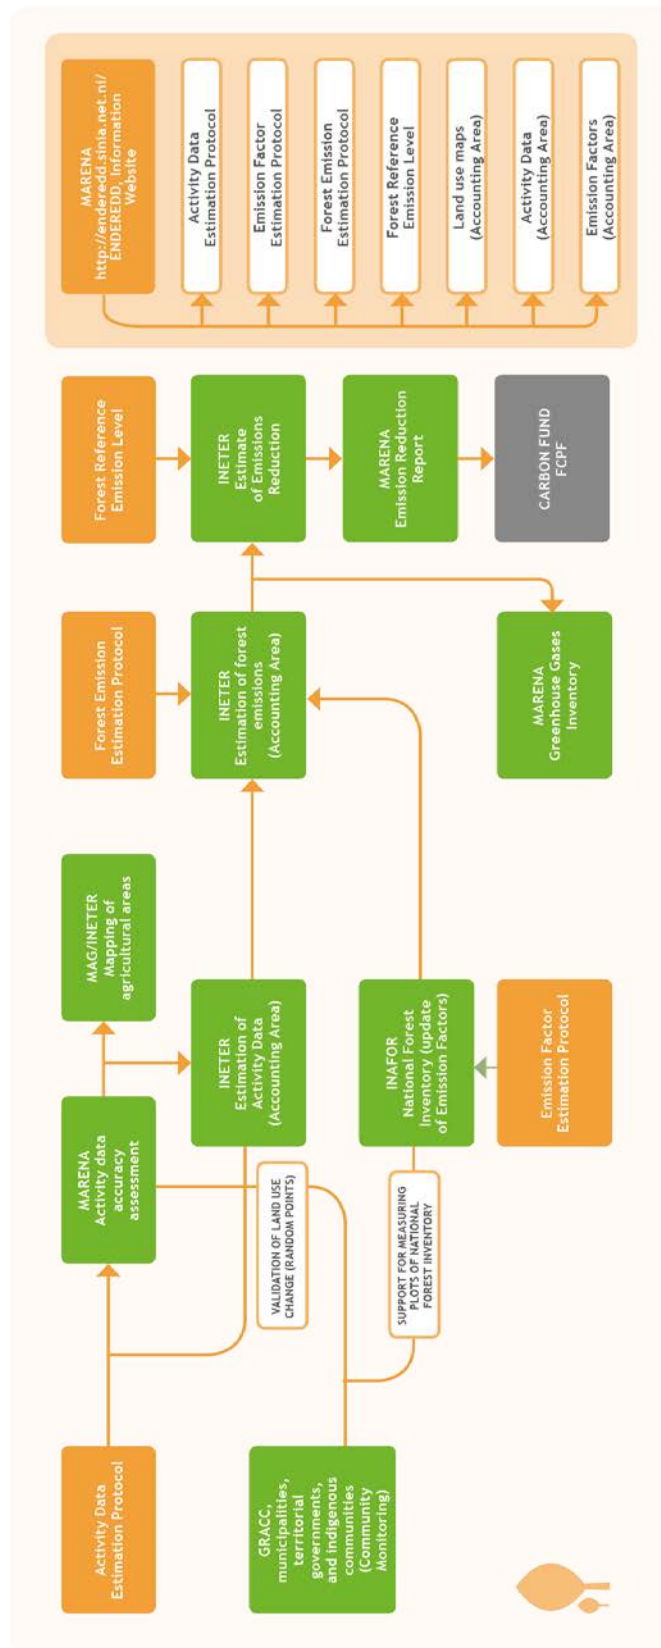 Activity Data
Estimation Protocol
GRACC,
municipalities,
territorial
governments,
and indigenous
communities
(Community
Monitoring)
MARENA
Activity data
accuracy
assessment
VALIDATION OF LAND USE
CHANGE (RANDOM POINTS)
SUPPORT FOR MEASURING
PLOTS OF NATIONAL
FOREST INVENTORY
MAG/INETER
Mapping of
agricultural areas
INETER
Estimation of
Activity Data
(Accounting Area)
INAFOR
National Forest
Inventory (update
of Emission Factors)
Emission Factor
Estimation Protocol
Forest Emission
Estimation Protocol
INETER
Estimation of forest
emissions
(Accounting Area)
MARENA
Greenhouse Gases
Inventory
Forest Reference
Emission Level
INETER
Estimate
of Emissions
Reduction
MARENA
Emission Reduction
Report
CARBON FUND
FCPF
MARENA
http://enderedd.sinia.net.ni/
ENDEREDD, Information
Website
Activity Data
Estimation Protocol
Emission Factor
Estimation Protocol
Forest Emission
Estimation Protocol
Forest Reference
Emission Level
Land use maps
(Accounting Area)
Activity Data
(Accounting Area)
Emission Factors
(Accounting Area)